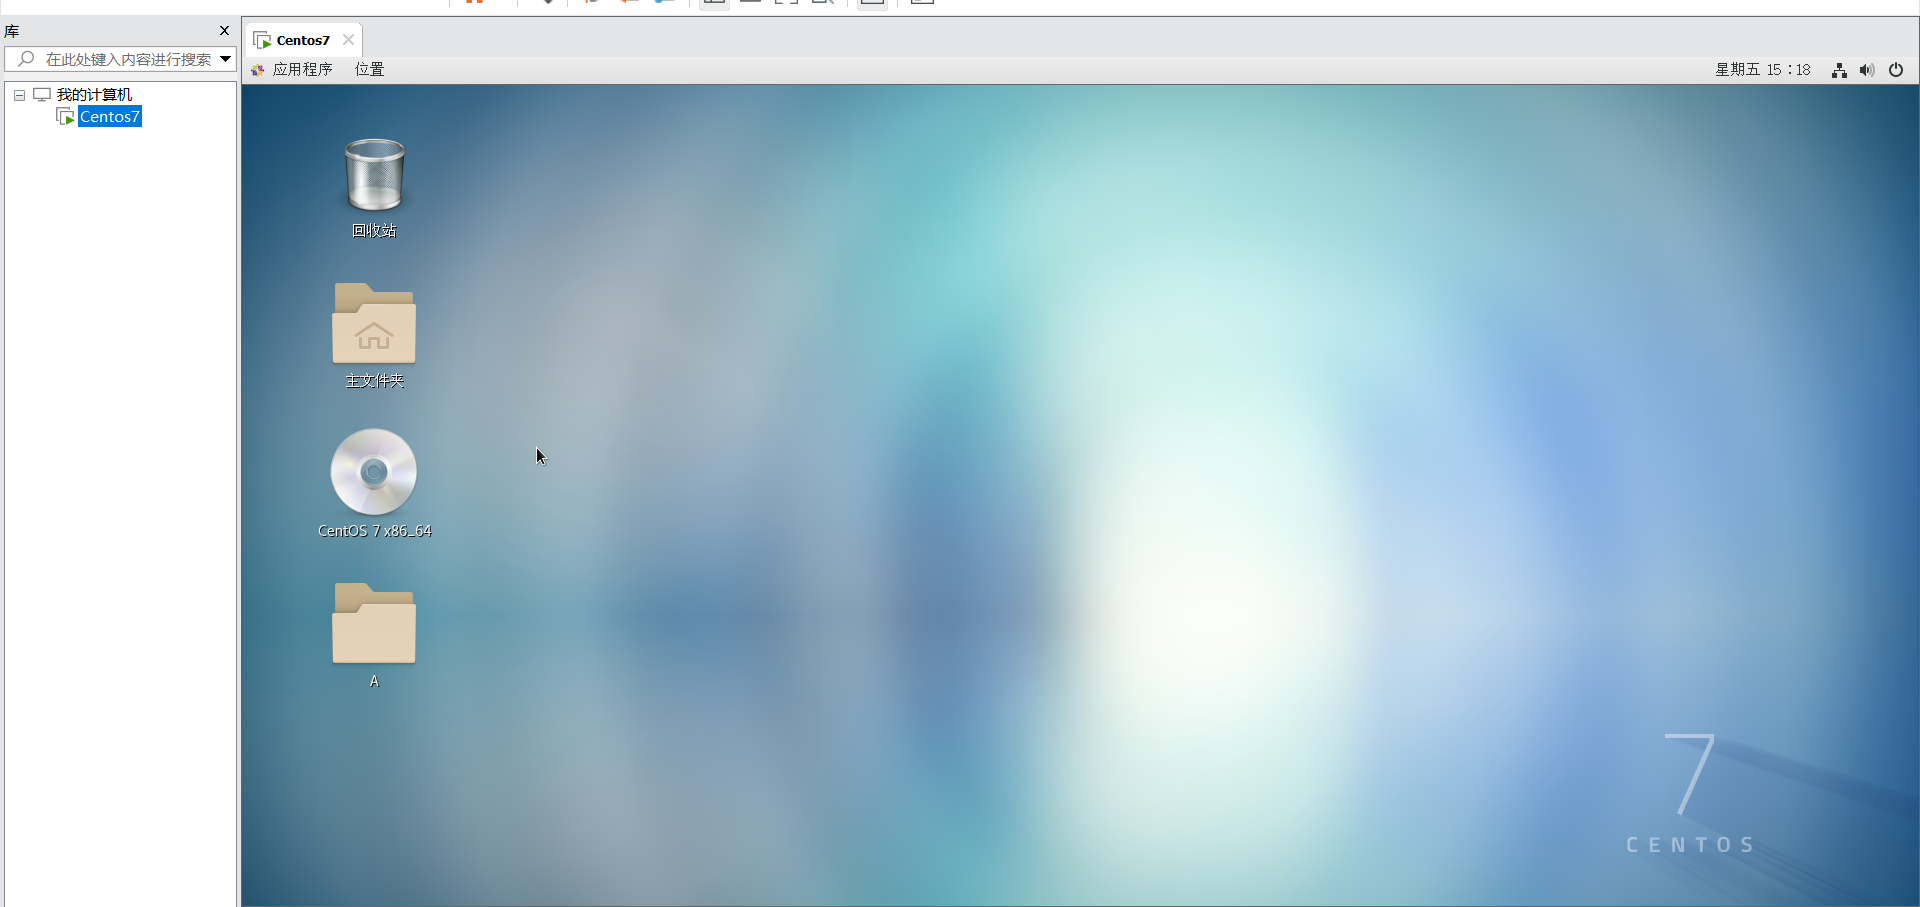 库
在此处键入内容进行搜索
我的计算机
Centos7
Centos7
应用程序 位置
星期五 15：18
回收站
主文件夹
CentOS 7 x86_64
A
7
CENTOS